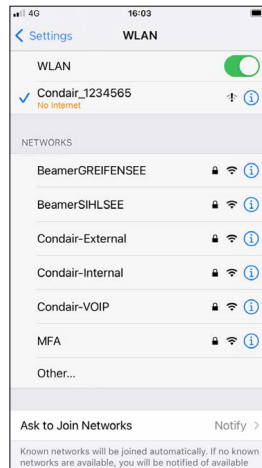 4G 16:03
Settings WLAN
WLAN
Condair_1234565
No Internet
NETWORKS
BeamerGREIFENSEE
BeamerSIHLSEE
Condair-External
Condair-Internal
Condair-VOIP
MFA
Other...
Ask to Join Networks Notify
Known networks will be joined automatically. If no known
networks are available, you will be notified of available